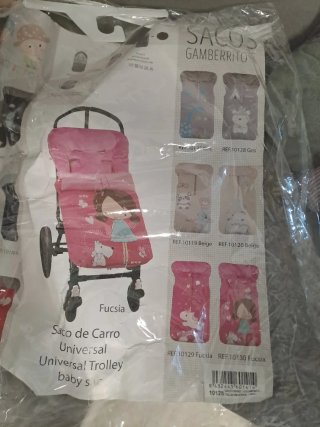 SACOS
GAMBERRITOS
REF.10128 Gris
REF.10119 Beige
REF.10120 Beige
Fucsia
Saco de Carro
Universal
Universal Trolley
baby
REF.10129 Fucsia
REF.10130 Fucsia